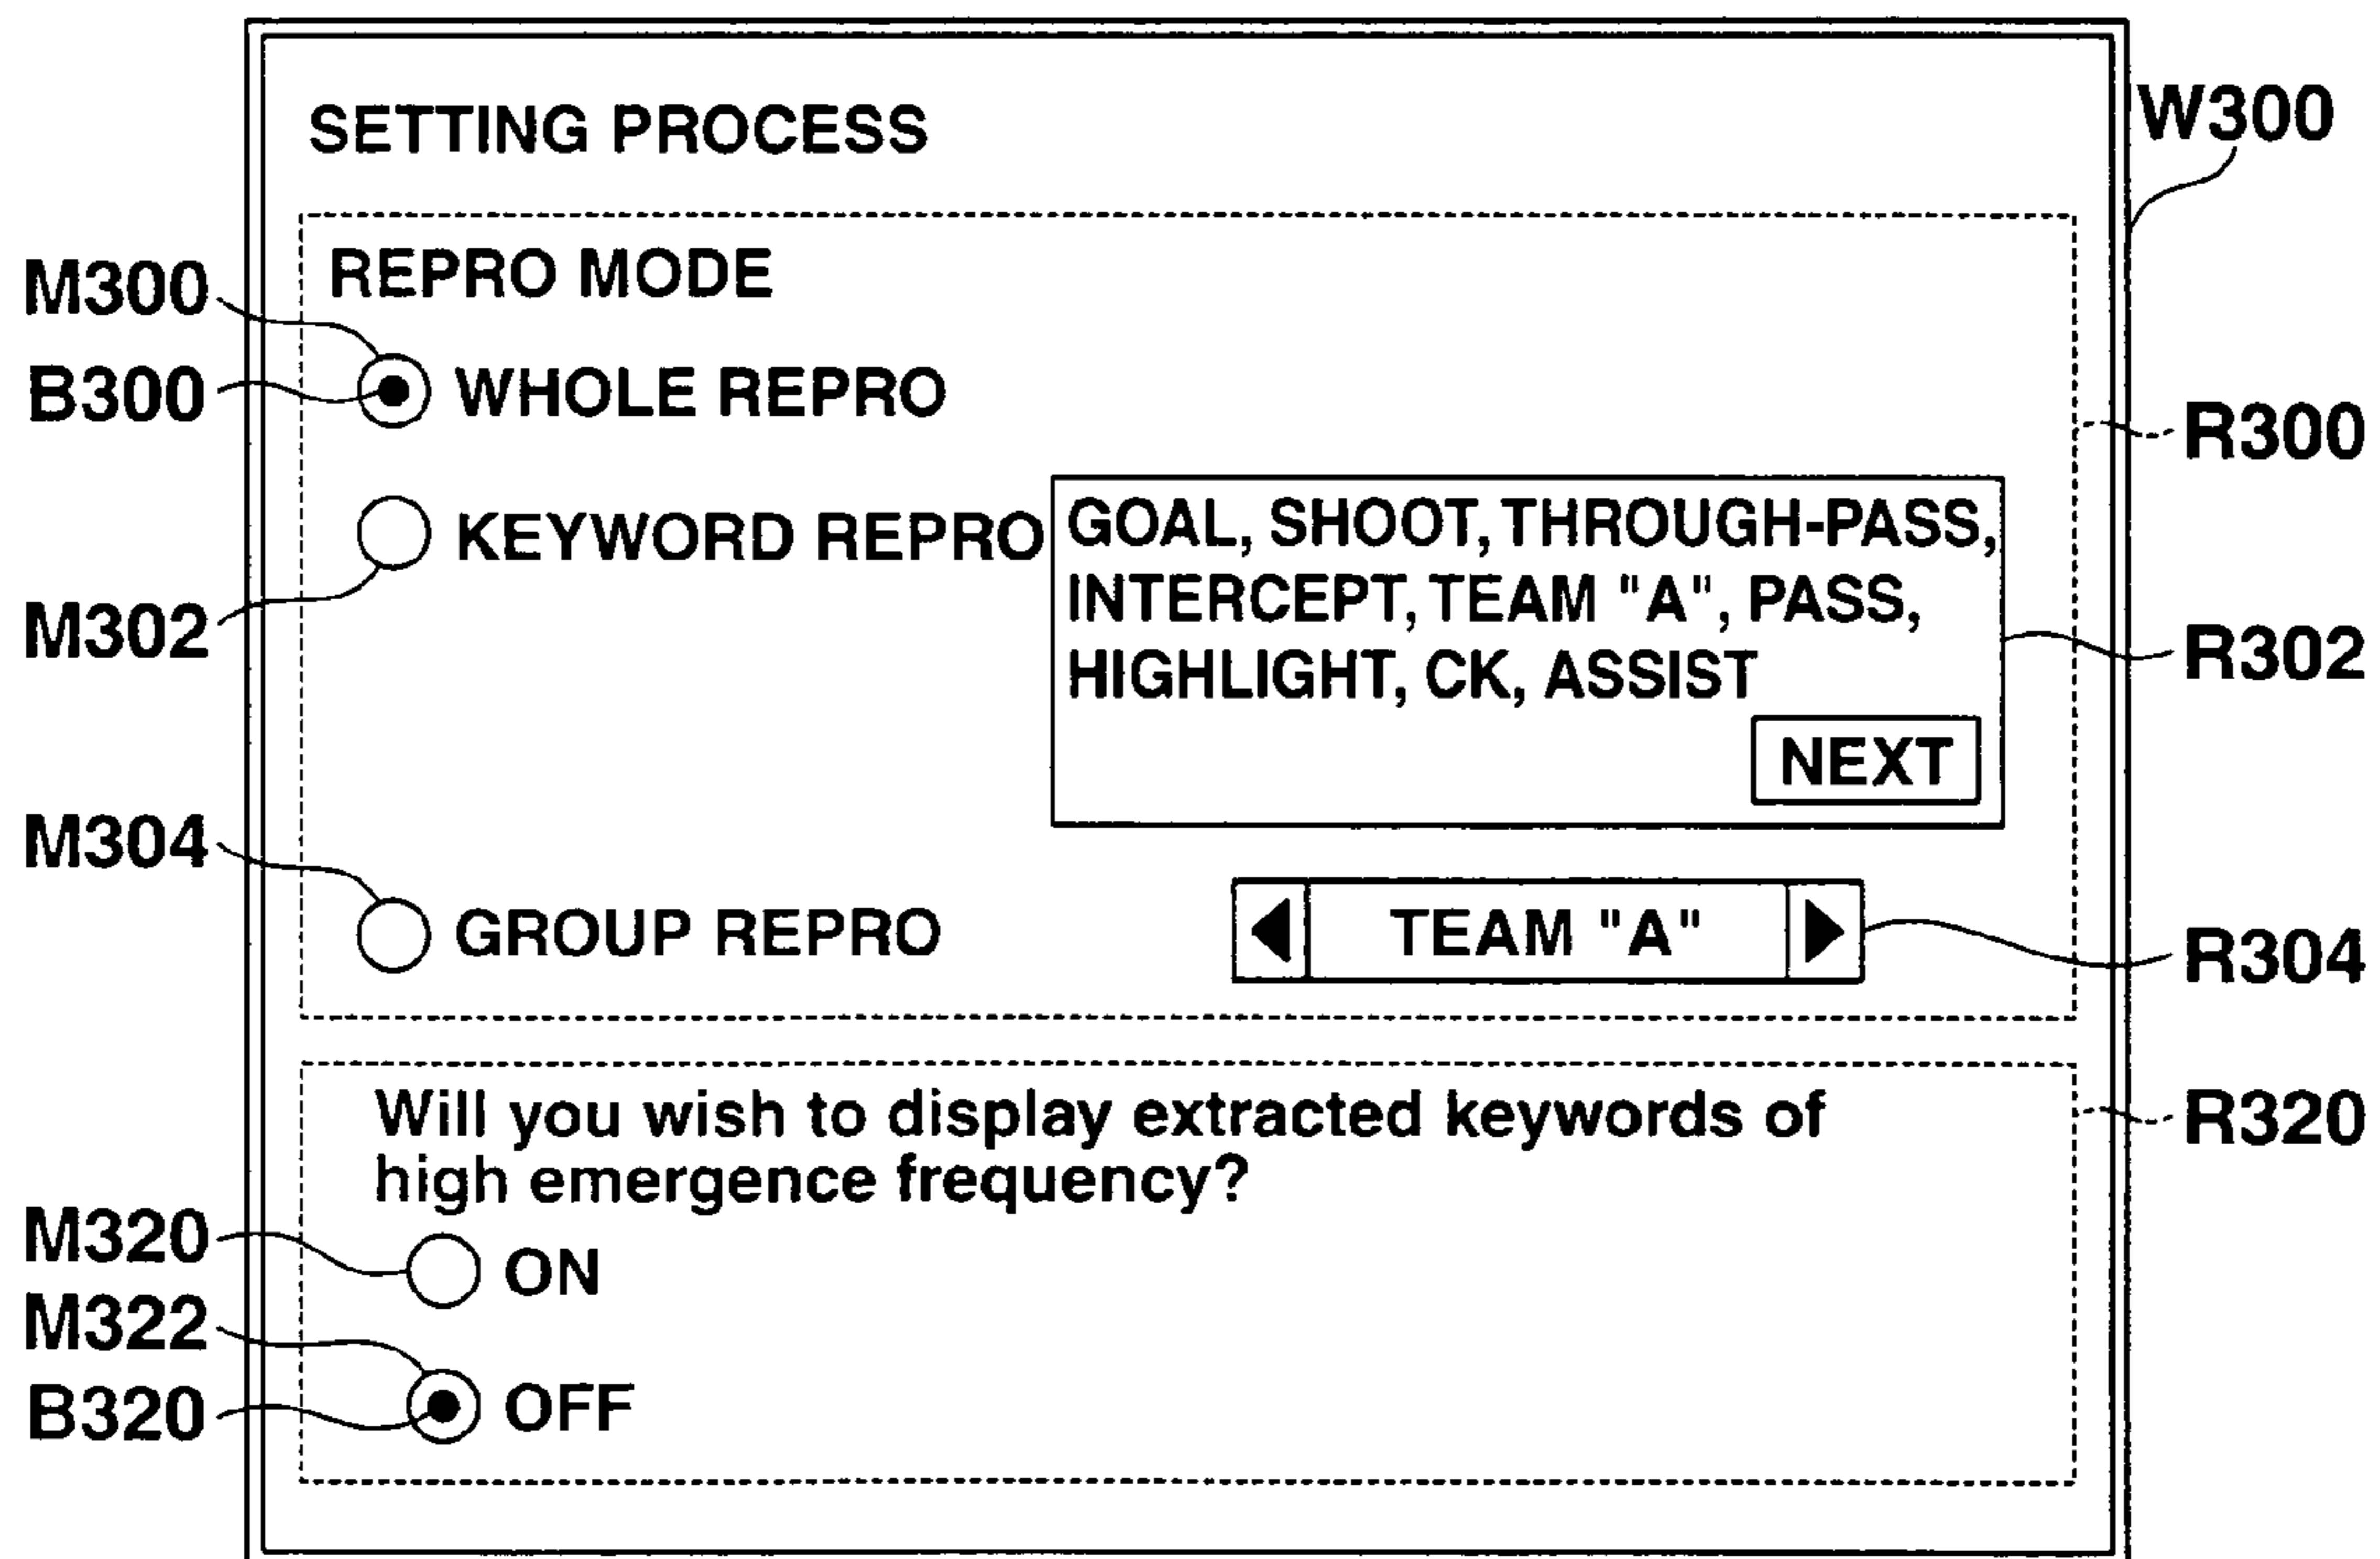 SETTING PROCESS
W300
REPRO MODE
M300
B300
WHOLE REPRO
R300
KEYWORD REPRO
GOAL, SHOOT, THROUGH-PASS,
INTERCEPT, TEAM "A", PASS,
HIGHLIGHT, CK, ASSIST
NEXT
M302
R302
M304
GROUP REPRO
TEAM "A"
R304
Will you wish to display extracted keywords of
high emergence frequency?
R320
M320
ON
M322
B320
OFF